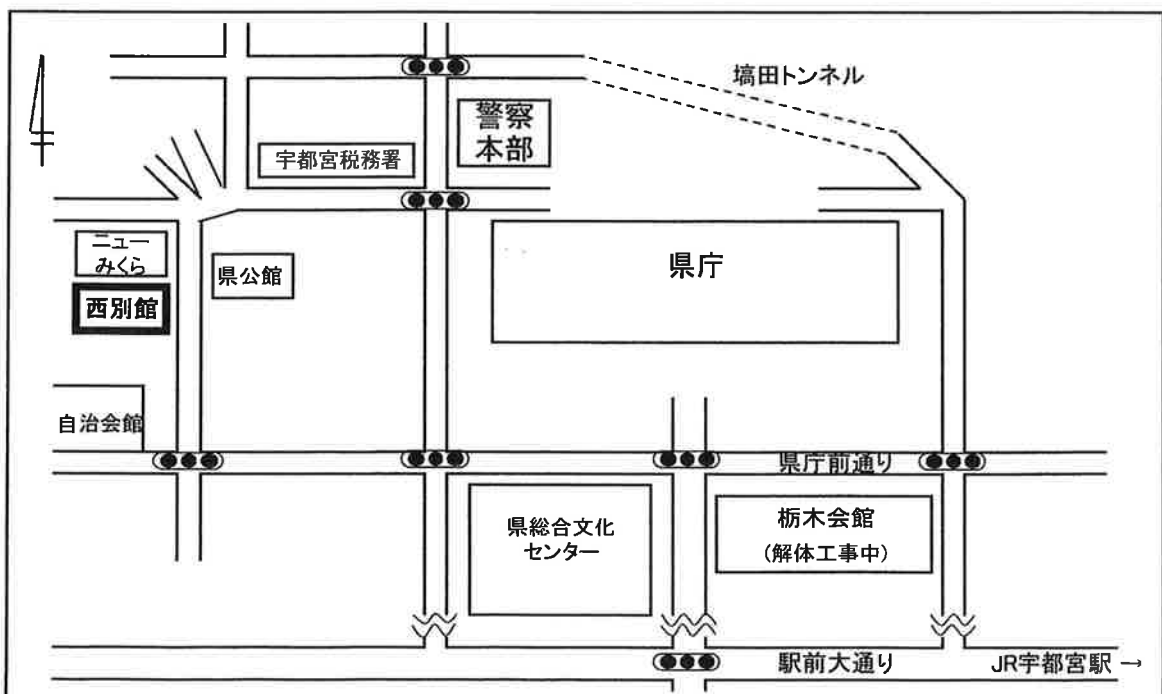 塙田トンネル
警察
本部
宇都宮税務署
ニュー
みくら
県公館
県庁
西別館
自治会館
県庁前通り
県総合文化
センター
栃木会館
(解体工事中)
駅前大通り
JR宇都宮駅 →